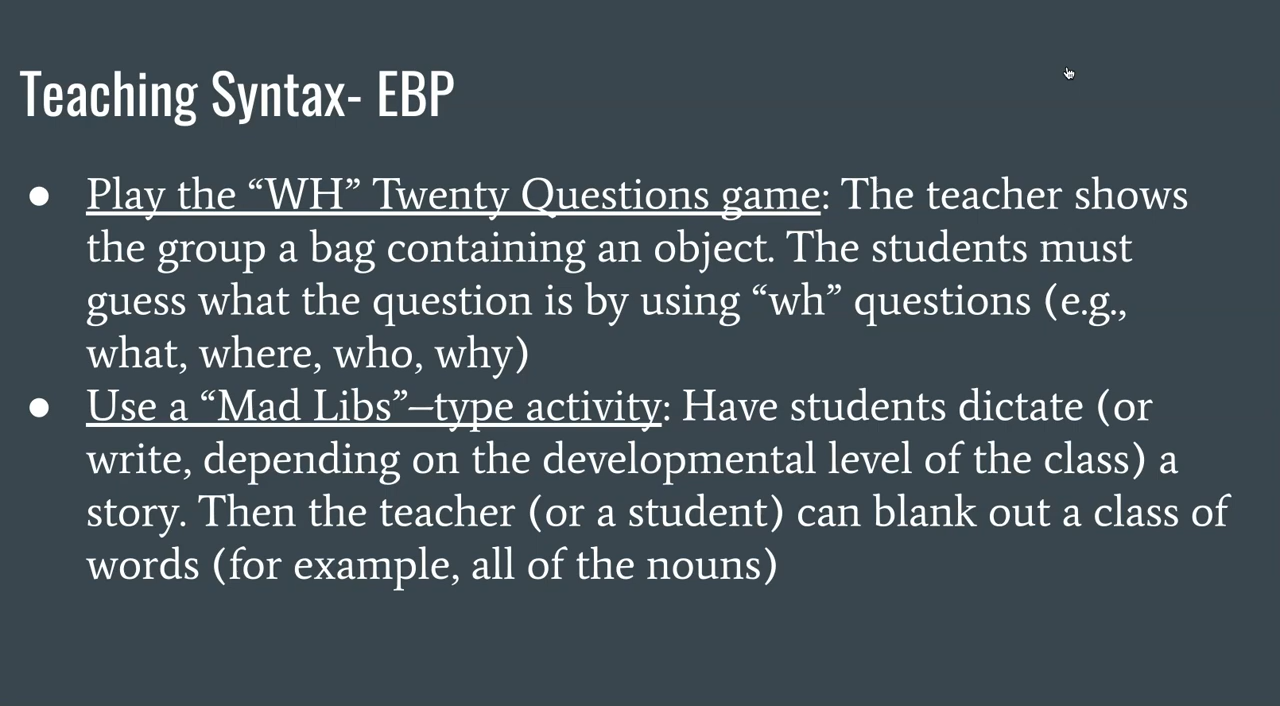 Teaching Syntax- EBP
● Play the “WH” Twenty Questions game: The teacher shows
the group a bag containing an object. The students must
guess what the question is by using “wh” questions (e.g.,
what, where, who, why)
● Use a “Mad Libs”–type activity: Have students dictate (or
write, depending on the developmental level of the class) a
story. Then the teacher (or a student) can blank out a class of
words (for example, all of the nouns)